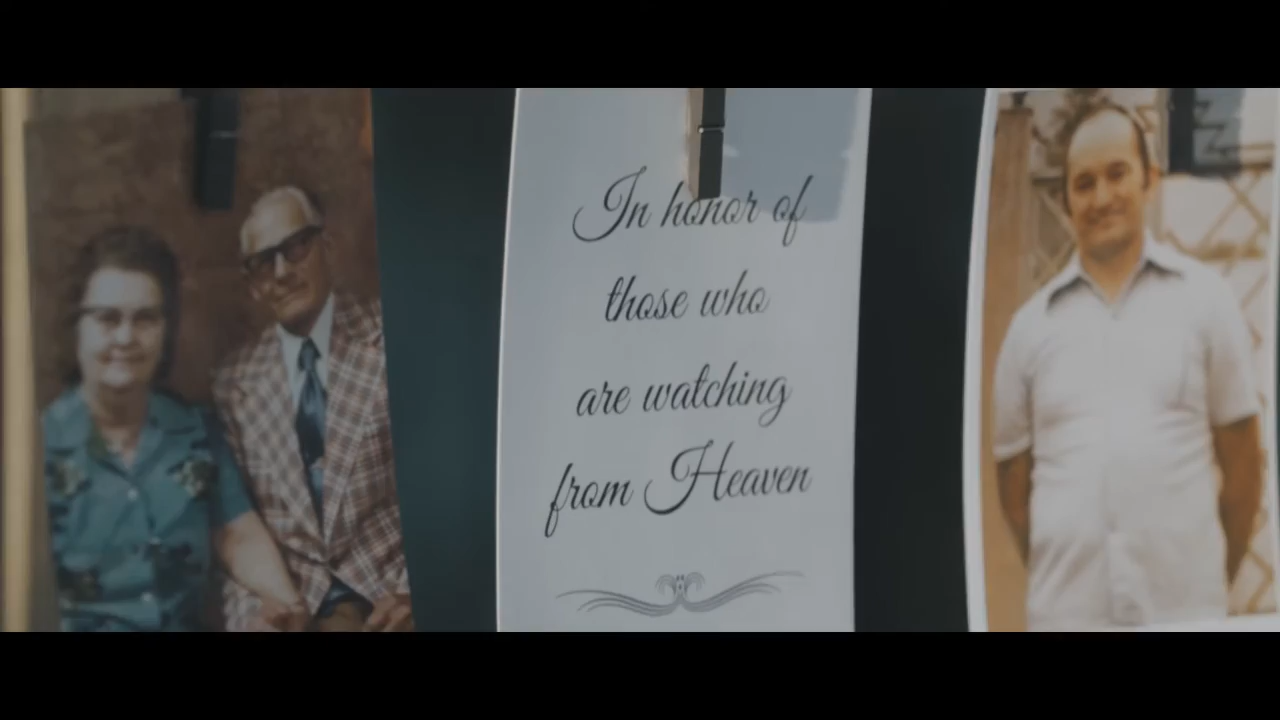 In honor of
those who
are watching
from Heaven